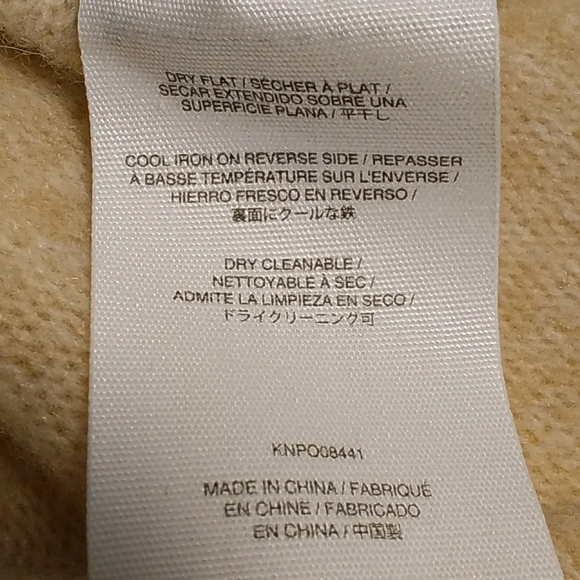 DRY FLAT / SÉCHER À PLAT /
SECAR EXTENDIDO SOBRE UNA
SUPERFICIE PLANA / 平干し
COOL IRON ON REVERSE SIDE / REPASSER
À BASSE TEMPÉRATURE SUR L'ENVERSE /
HIERRO FRESCO EN REVERSO /
裏面にクールな鉄
DRY CLEANABLE /
NETTOYABLE À SEC /
ADMITE LA LIMPIEZA EN SECO /
ドライクリーニング可
KNPO08441
MADE IN CHINA / FABRIQUÉ
EN CHINE / FABRICADO
EN CHINA / 中国製